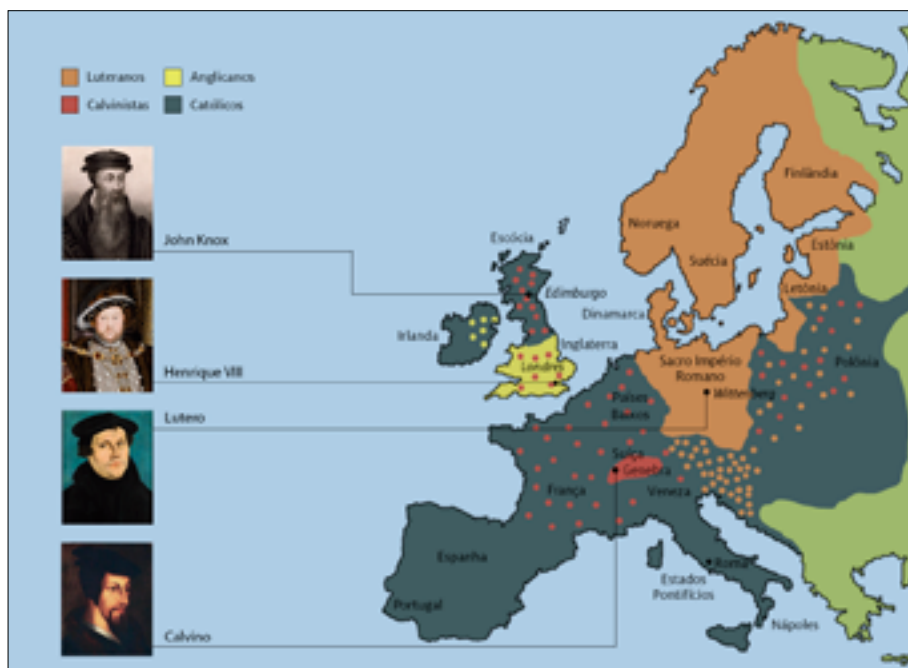 Luteranos
Anglicanos
Calvinistas
Católicos
John Knox
Henrique VIII
Lutero
Calvino
Finlândia
Noruega
Suécia
Estônia
Letônia
Escócia
Edimburgo
Dinamarca
Irlanda
Inglaterra
Londres
Sacro Império
Romano
Polônia
Wittenberg
Países
Baixos
Suíça
Genebra
França
Veneza
Espanha
Portugal
Roma
Estados
Pontifícios
Nápoles